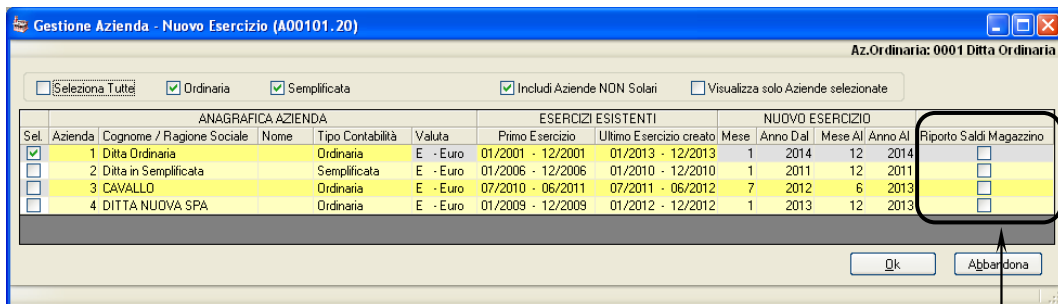 Gestione Azienda - Nuovo Esercizio (A00101.20)
Az.Ordinaria: 0001 Ditta Ordinaria
Seleziona Tutte Ordinaria Semplificata Includi Aziende NON Solari Visualizza solo Aziende selezionate
ANAGRAFICA AZIENDA ESERCIZI ESISTENTI NUOVO ESERCIZIO
Sel. Azienda Cognome / Ragione Sociale Nome Tipo Contabilità Valuta Primo Esercizio Ultimo Esercizio creato Mese Anno Dal Mese Al Anno Al Riporto Saldi Magazzino
1 Ditta Ordinaria Ordinaria E - Euro 01/2001 - 12/2001 01/2013 - 12/2013 1 2014 12 2014
2 Ditta in Semplificata Semplificata E - Euro 01/2006 - 12/2006 01/2010 - 12/2010 1 2011 12 2011
3 CAVALLO Ordinaria E - Euro 07/2010 - 06/2011 07/2011 - 06/2012 7 2012 6 2013
4 DITTA NUOVA SPA Ordinaria E - Euro 01/2009 - 12/2009 01/2012 - 12/2012 1 2013 12 2013
Ok Abbandona